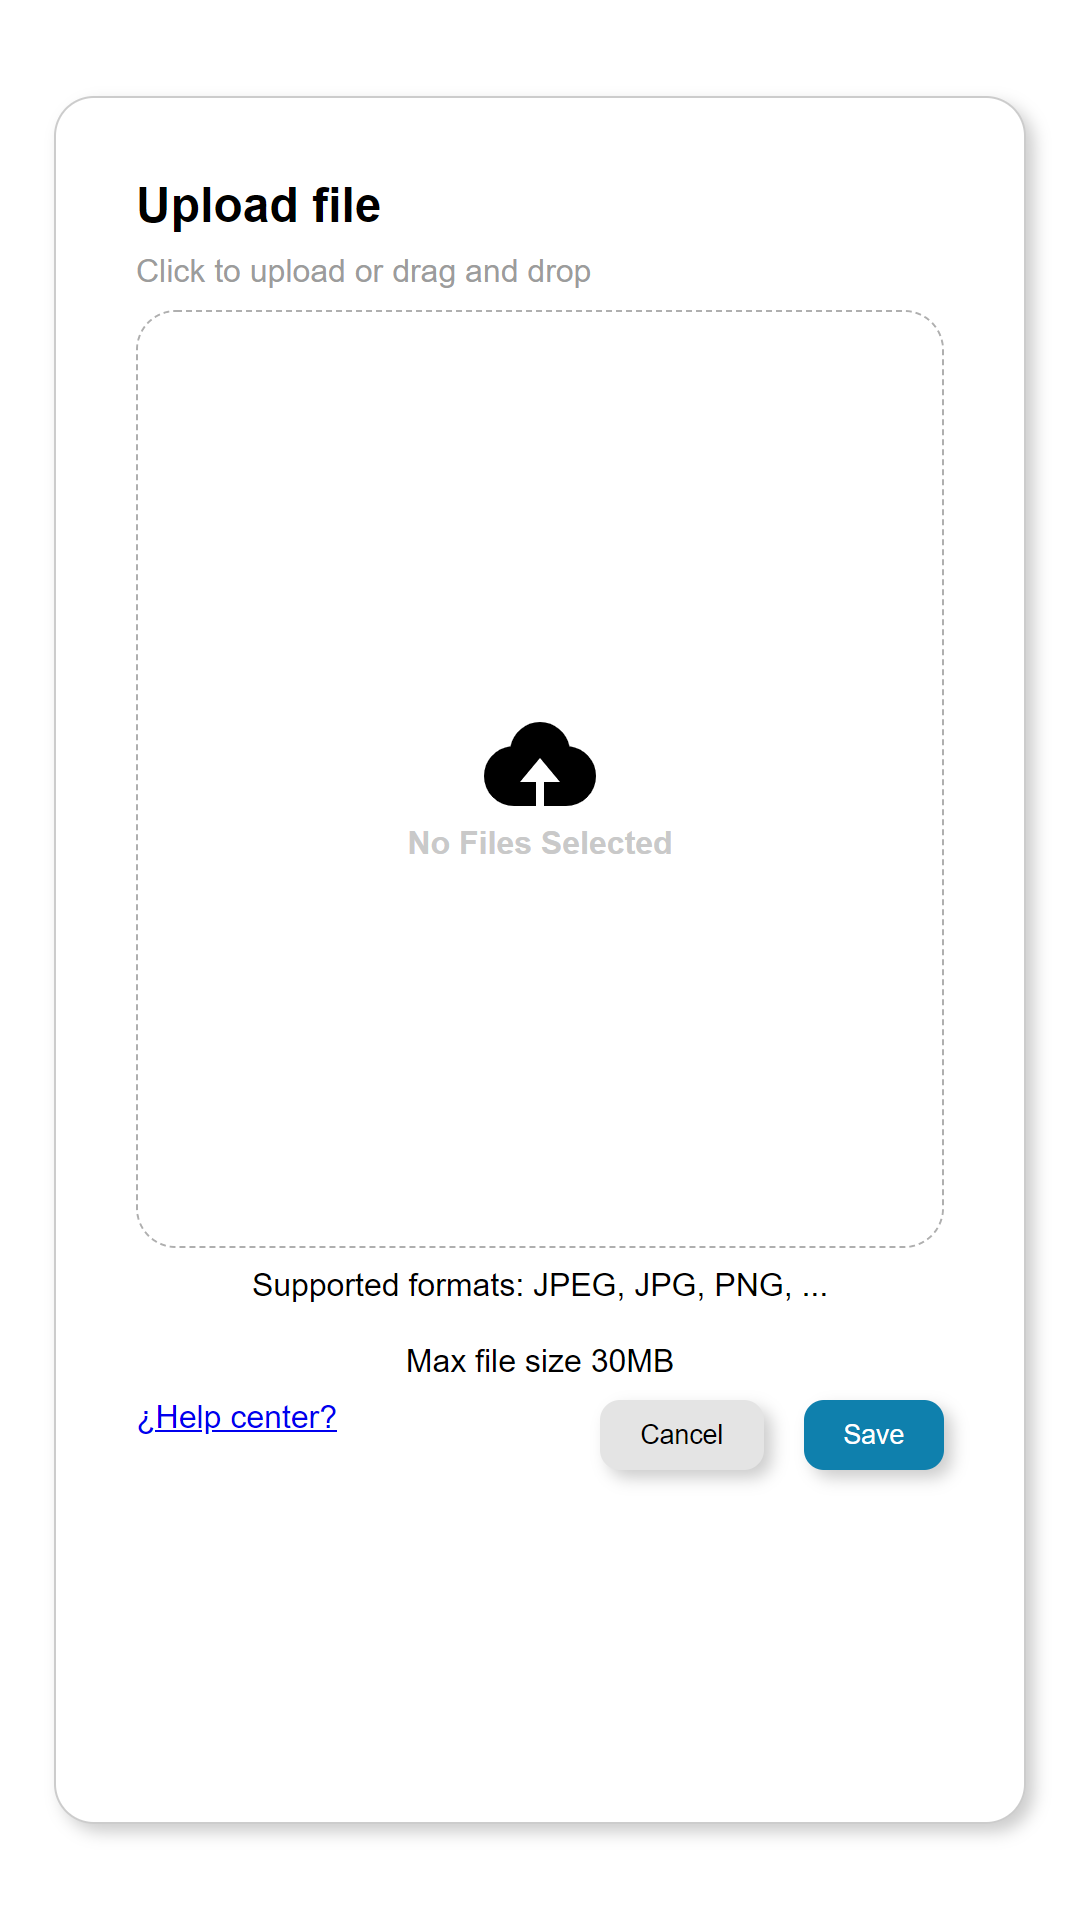 Upload file
Click to upload or drag and drop
No Files Selected
Supported formats: JPEG, JPG, PNG, ...
Max file size 30MB
¿Help center?
Cancel
Save